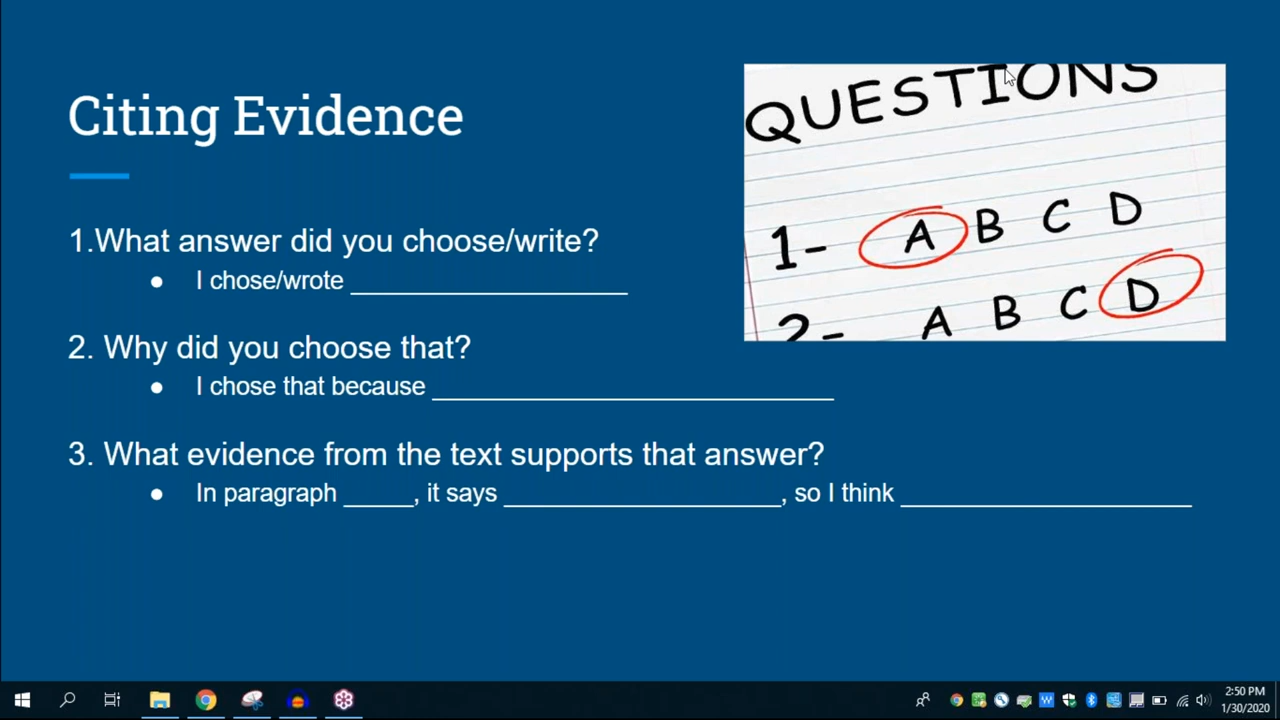 Citing Evidence
QUESTIONS
1- A B C D
2- A B C D
1.What answer did you choose/write?
● I chose/wrote ____________________
2. Why did you choose that?
● I chose that because _____________________________
3. What evidence from the text supports that answer?
● In paragraph _____, it says ____________________, so I think _____________________
2:50 PM
1/30/2020